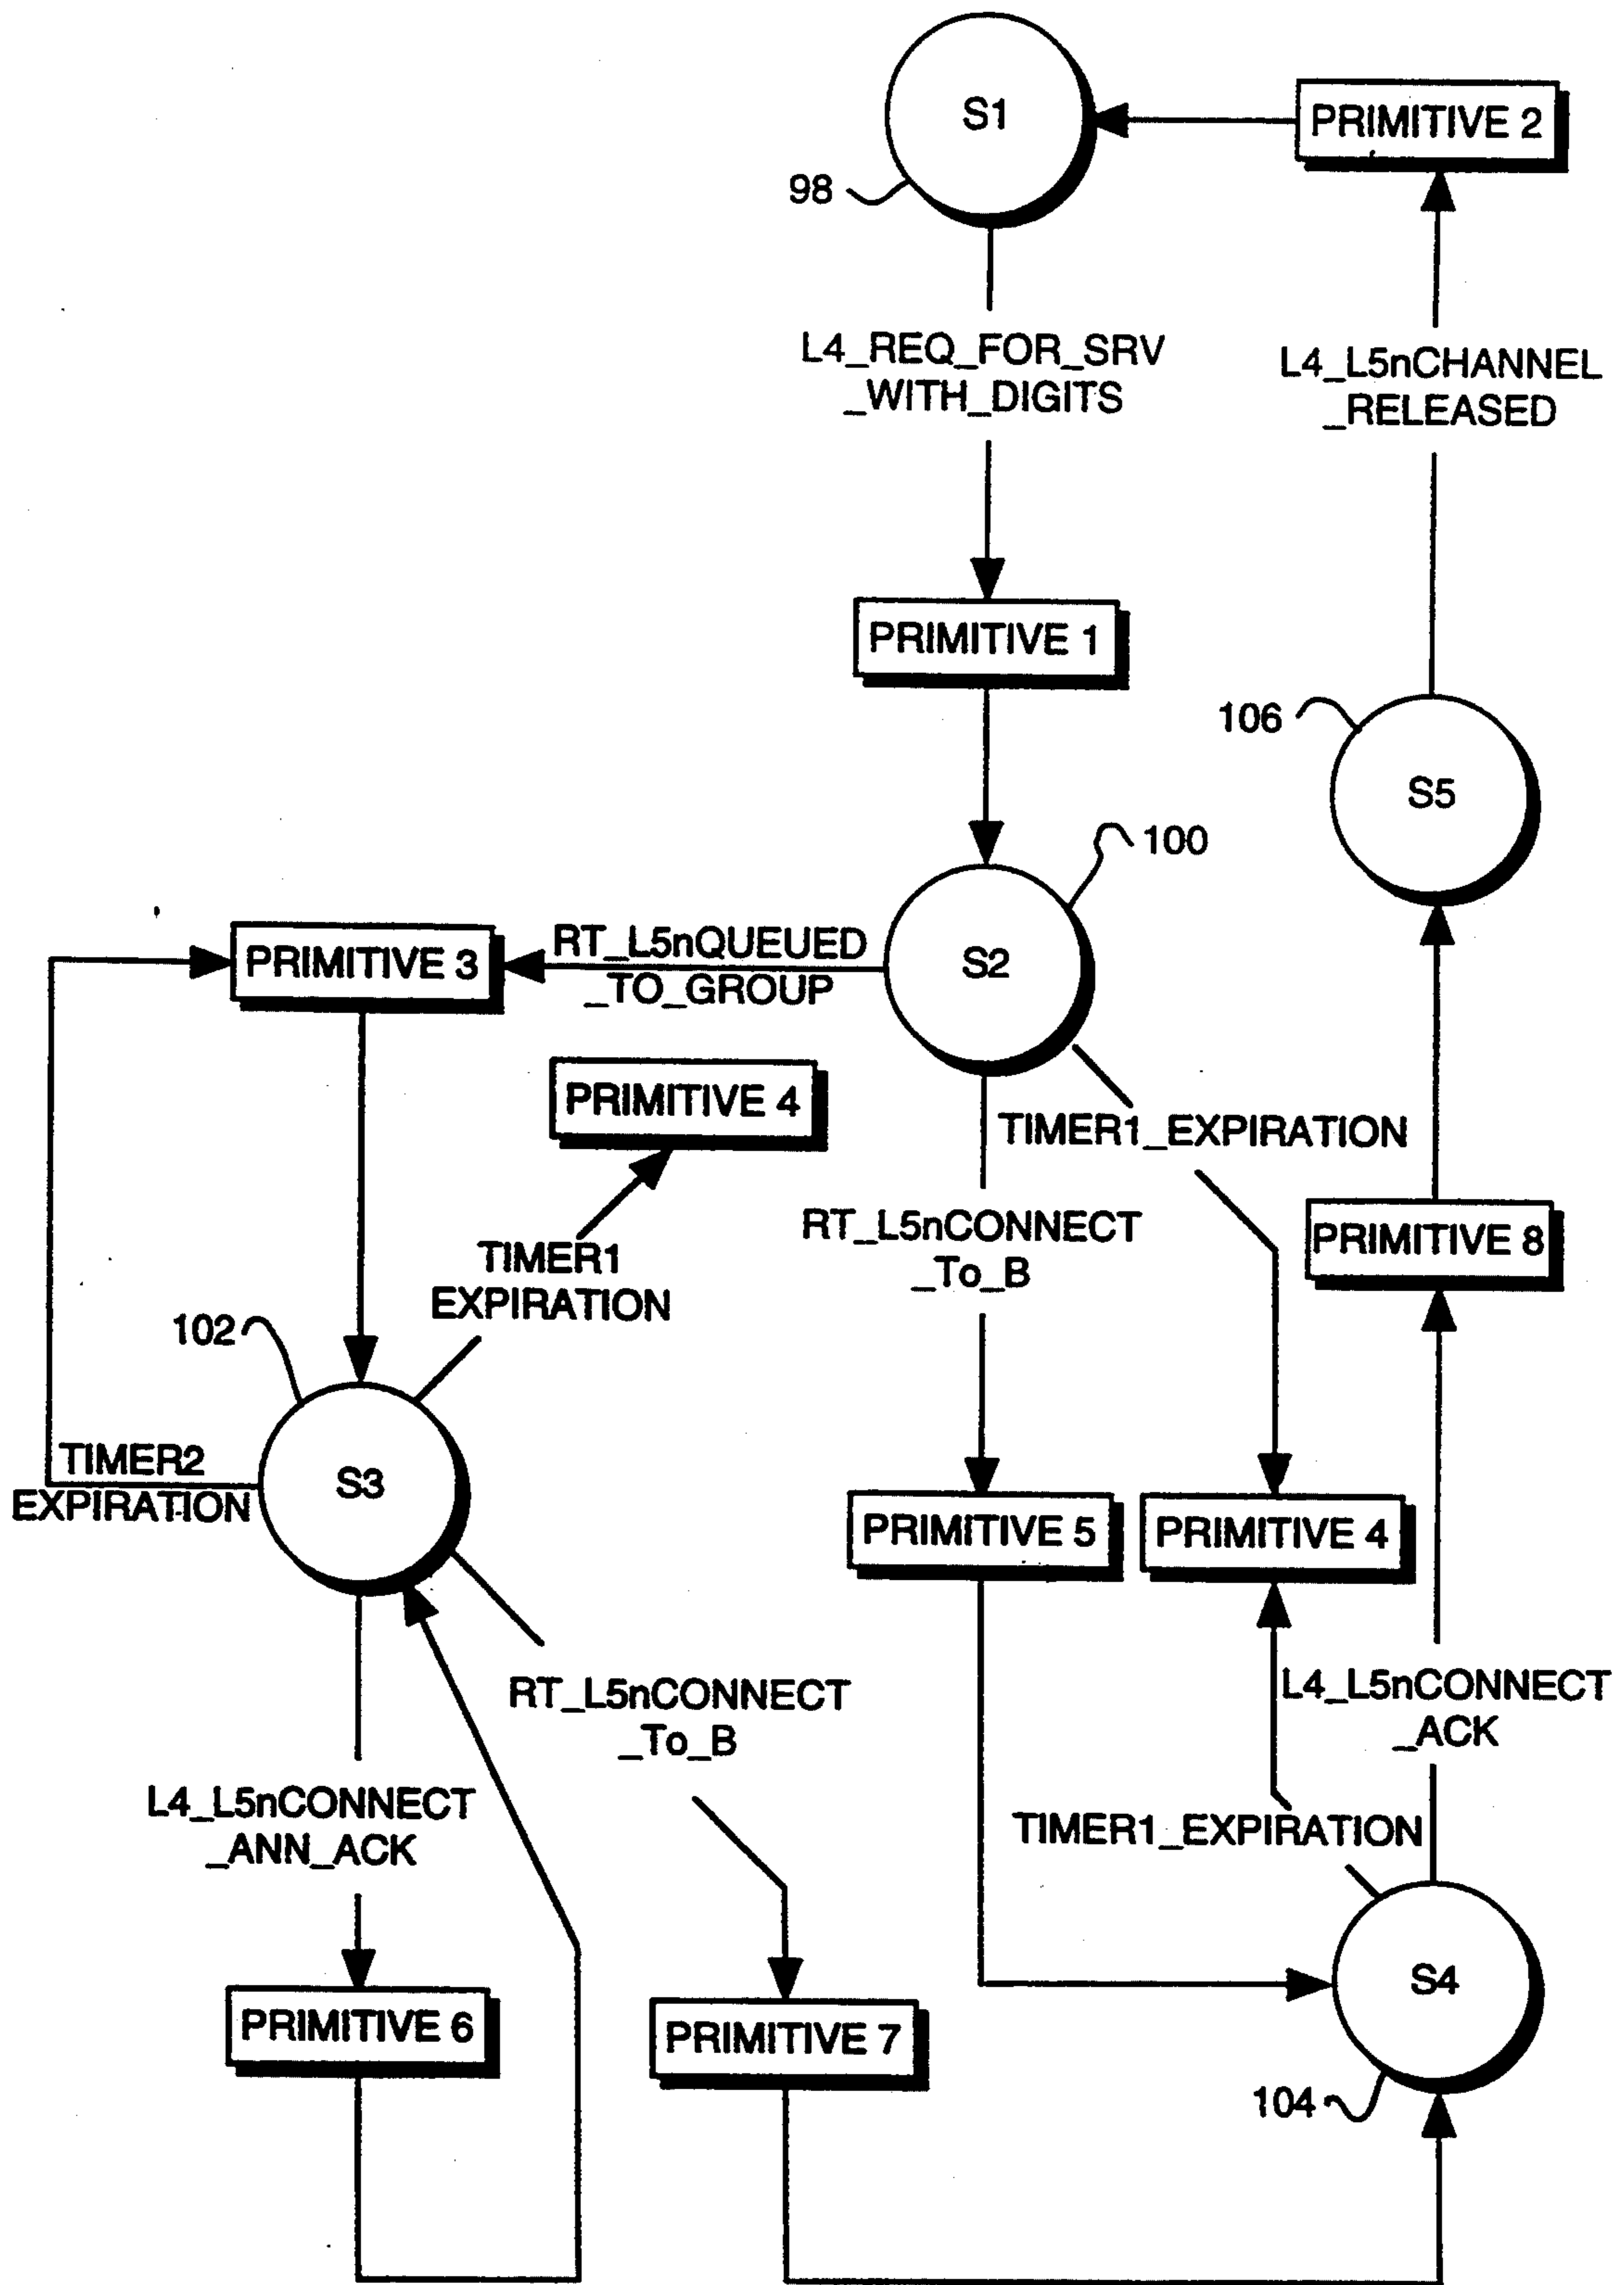 S1
PRIMITIVE 2
98
L4_REQ_FOR_SRV
_WITH_DIGITS
L4_L5nCHANNEL
_RELEASED
PRIMITIVE 1
106
S5
100
S2
RT_L5nQUEUED
_TO_GROUP
PRIMITIVE 3
PRIMITIVE 4
TIMER1_EXPIRATION
RT_L5nCONNECT
_To_B
PRIMITIVE 8
TIMER1
EXPIRATION
102
TIMER2
EXPIRATION
S3
PRIMITIVE 5
PRIMITIVE 4
RT_L5nCONNECT
_To_B
L4_L5nCONNECT
_ACK
L4_L5nCONNECT
_ANN_ACK
TIMER1_EXPIRATION
S4
PRIMITIVE 6
PRIMITIVE 7
104